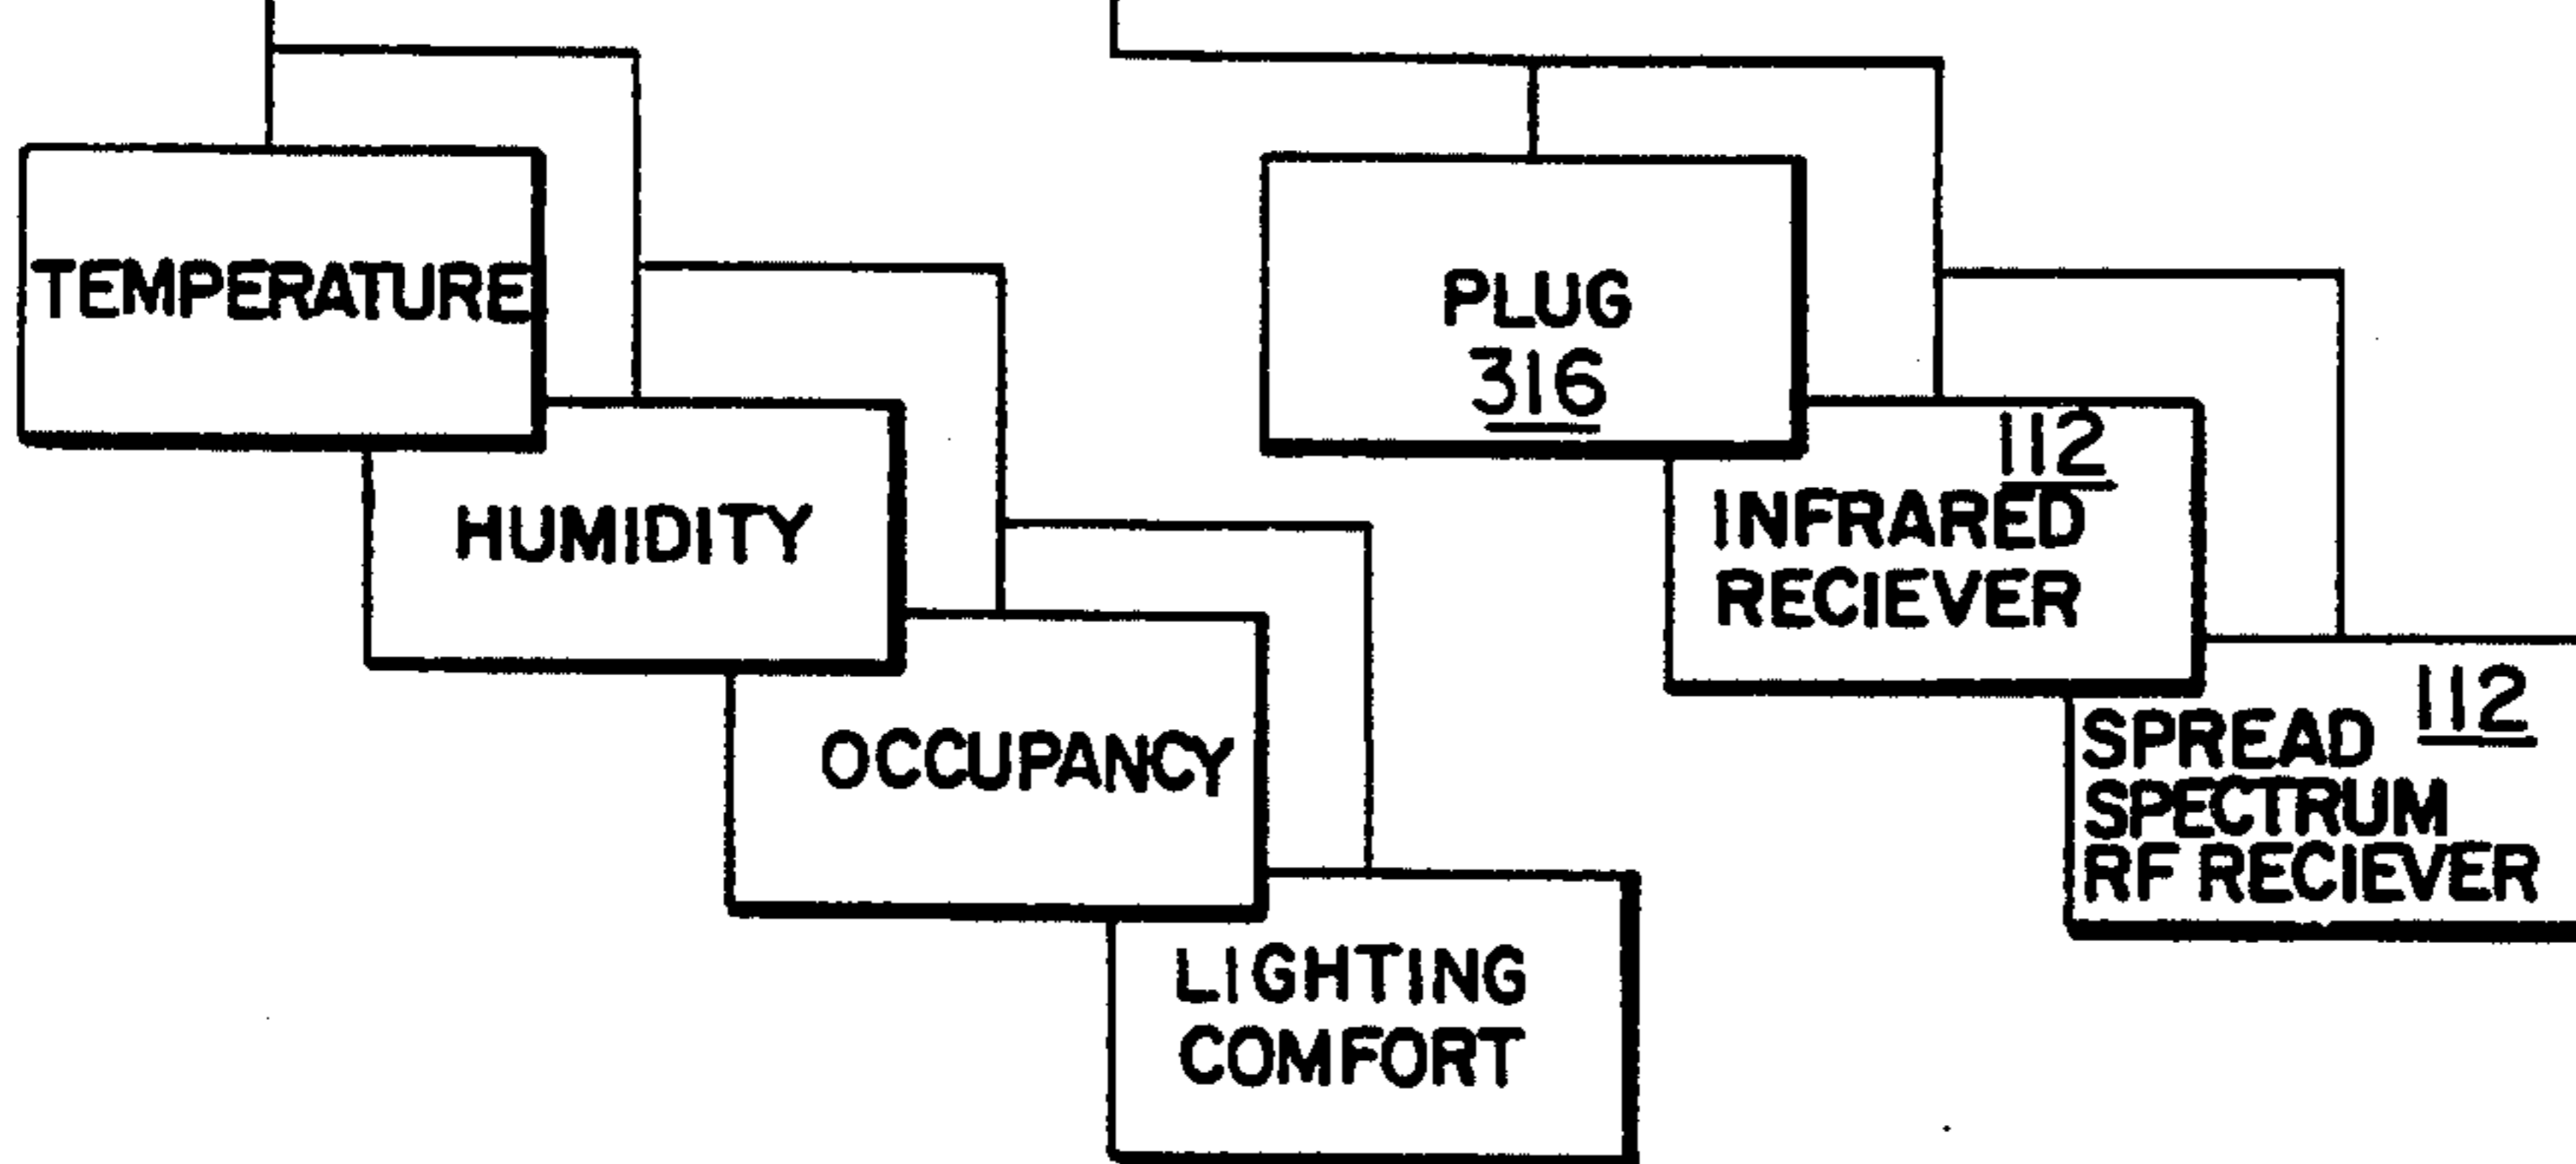 TEMPERATURE
HUMIDITY
OCCUPANCY
LIGHTING
COMFORT
PLUG
316
112
INFRARED
RECIEVER
112
SPREAD
SPECTRUM
RF RECIEVER